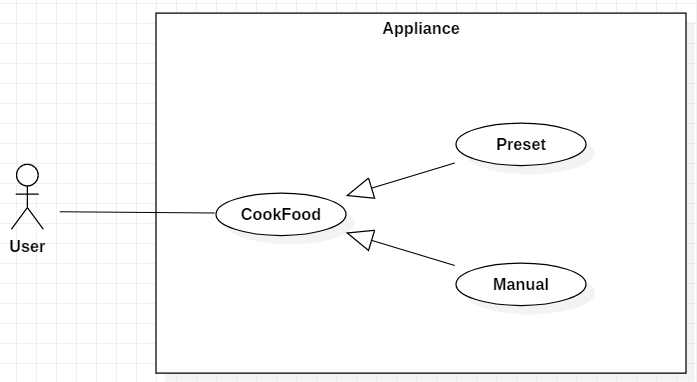 Appliance
Preset
CookFood
User
Manual